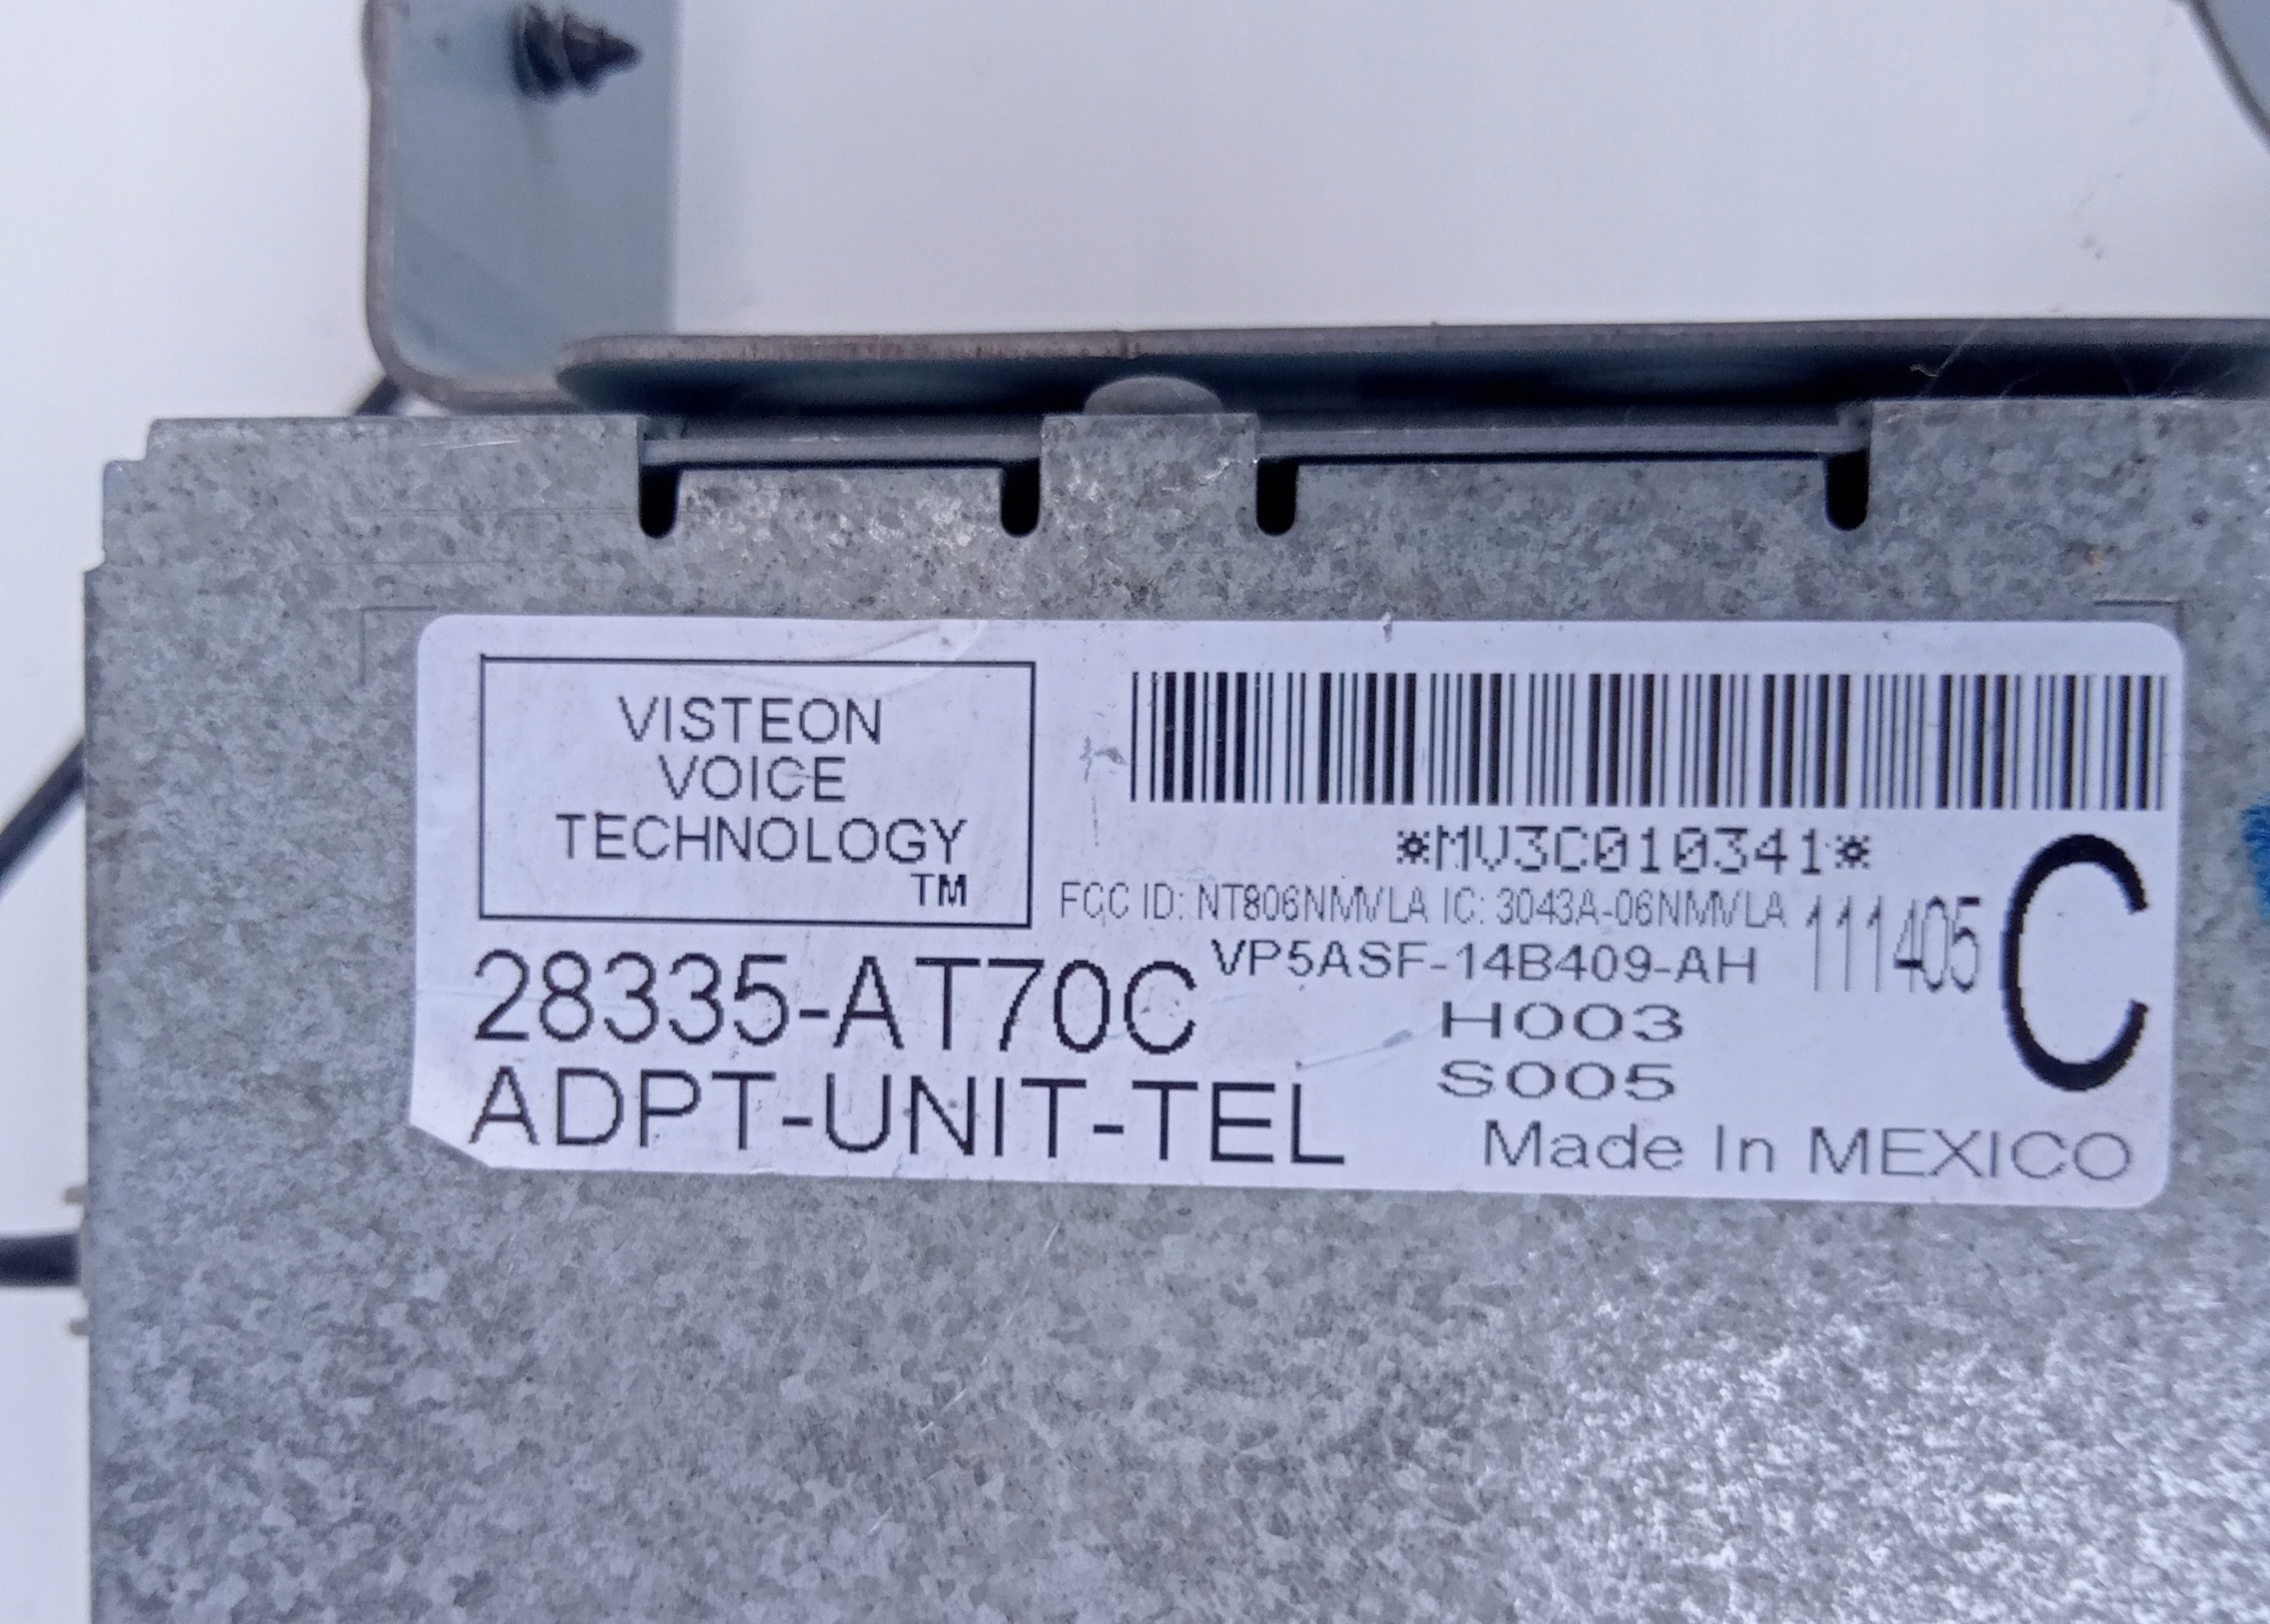 VISTEON
VOICE
TECHNOLOGY
TM
*MV3C010341*
FCC ID: NT806NMVLA IC: 3043A-06NMVLA
111405
C
VP5ASF-14B409-AH
28335-AT70C
H003
S005
ADPT-UNIT-TEL
Made In MEXICO